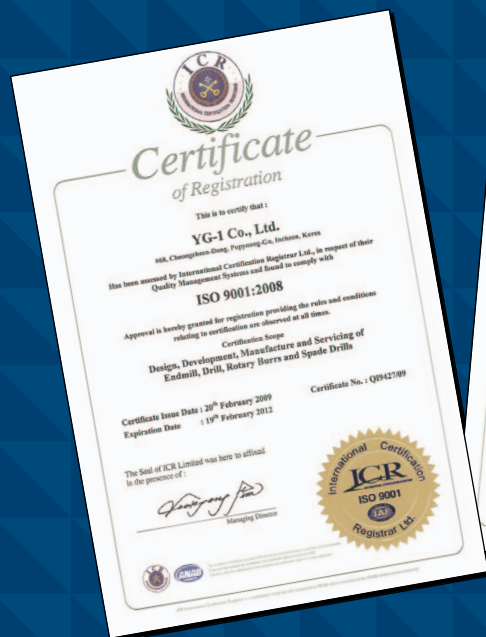 ICR
Certificate
of Registration
This is to certify that :
YG-1 Co., Ltd.
#68, Cheongcheon-Dong, Pupyoung-Gu, Incheon, Korea
Has been assessed by International Certification Registrar Ltd., in respect of their
Quality Management Systems and found to comply with
ISO 9001:2008
Approval is hereby granted for registration providing the rules and conditions
relating to certification are observed at all times.
Certification Scope
Design, Development, Manufacture and Servicing of
Endmill, Drill, Rotary Burrs and Spade Drills
Certificate Issue Date : 20th February 2009
Certificate No. : QI9427/09
Expiration Date : 19th February 2012
The Seal of ICR Limited was here to affixed
in the presence of :
Managing Director
International Certification
ICR
ISO 9001
IAF
Registrar Ltd.
ANAB